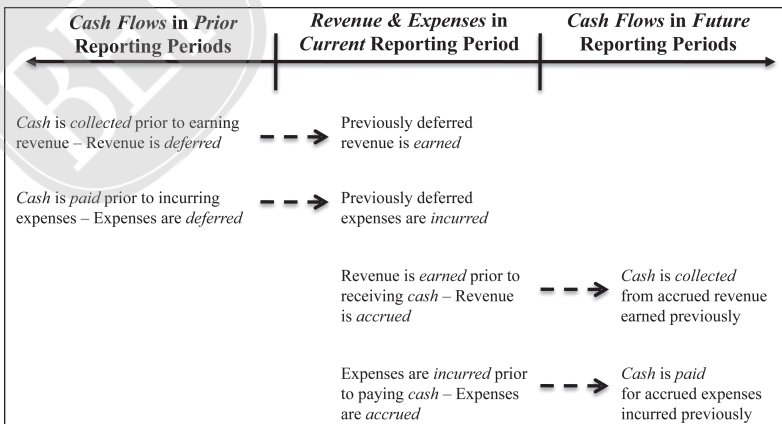 Cash Flows in Prior
Reporting Periods
Revenue & Expenses in
Current Reporting Period
Cash Flows in Future
Reporting Periods
Cash is collected prior to earning
revenue – Revenue is deferred
Previously deferred
revenue is earned
Cash is paid prior to incurring
expenses – Expenses are deferred
Previously deferred
expenses are incurred
Revenue is earned prior to
receiving cash – Revenue
is accrued
Cash is collected
from accrued revenue
earned previously
Expenses are incurred prior
to paying cash – Expenses
are accrued
Cash is paid
for accrued expenses
incurred previously